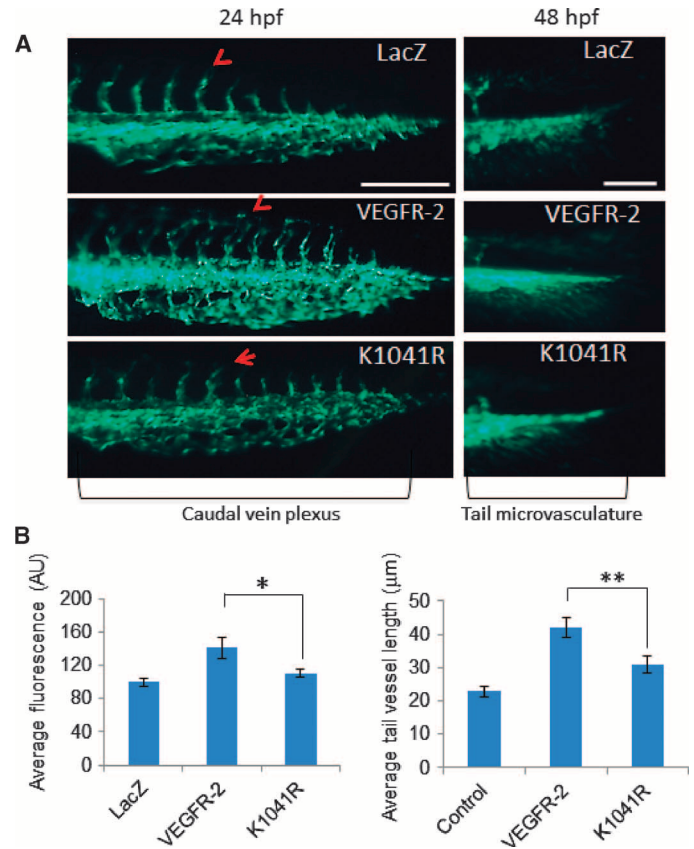 24 hpf 48 hpf
A
LacZ LacZ
VEGFR-2 VEGFR-2
K1041R K1041R
Caudal vein plexus Tail microvasculature
B
Average fluorescence (AU)
200
160
120
80
40
0
*
LacZ VEGFR-2 K1041R
Average tail vessel length (μm)
50
40
30
20
10
0
**
Control VEGFR-2 K1041R